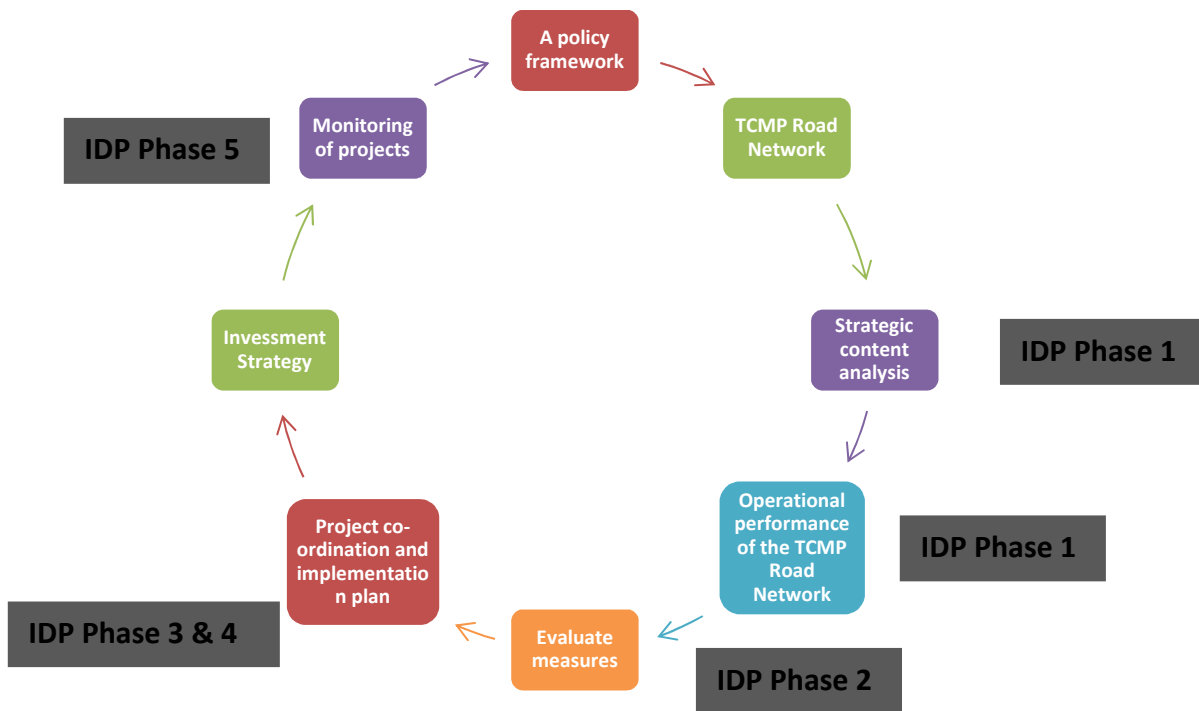 A policy
framework
TCMP Road
Network
Strategic
content
analysis
IDP Phase 1
Operational
performance
of the TCMP
Road
Network
IDP Phase 1
Evaluate
measures
IDP Phase 2
Project co-
ordination and
implementatio
n plan
IDP Phase 3 & 4
Invessment
Strategy
Monitoring
of projects
IDP Phase 5